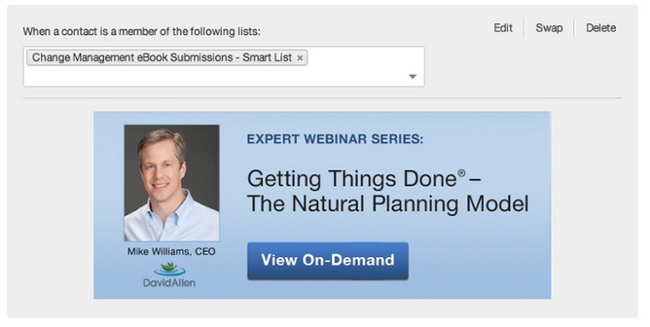 When a contact is a member of the following lists:
Edit Swap Delete
Change Management eBook Submissions - Smart List ×
EXPERT WEBINAR SERIES:
Getting Things Done® –
The Natural Planning Model
View On-Demand
Mike Williams, CEO
DavidAllen